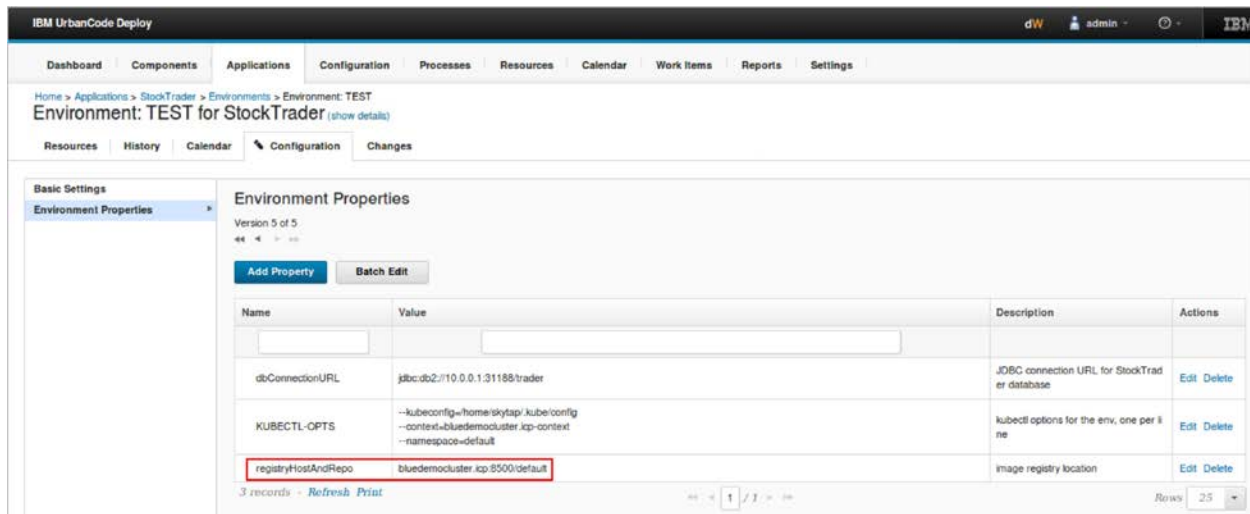 IBM UrbanCode Deploy
dW admin IBM
Dashboard Components Applications Configuration Processes Resources Calendar Work Items Reports Settings
Home > Applications > StockTrader > Environments > Environment: TEST
Environment: TEST for StockTrader (show details)
Resources History Calendar Configuration Changes
Basic Settings
Environment Properties
Environment Properties
Version 5 of 5
Add Property Batch Edit
Name Value Description Actions
dbConnectionURL jdbc:db2://10.0.0.1:31188/trader JDBC connection URL for StockTrad
er database Edit Delete
KUBECTL-OPTS --kubeconfig=/home/skytap/.kube/config
--context=bluedemocluster.icp-context
--namespace=default
kubectl options for the env, one per li
ne Edit Delete
registryHostAndRepo bluedemocluster.icp:8500/default image registry location Edit Delete
3 records - Refresh Print 1 / 1 Rows 25